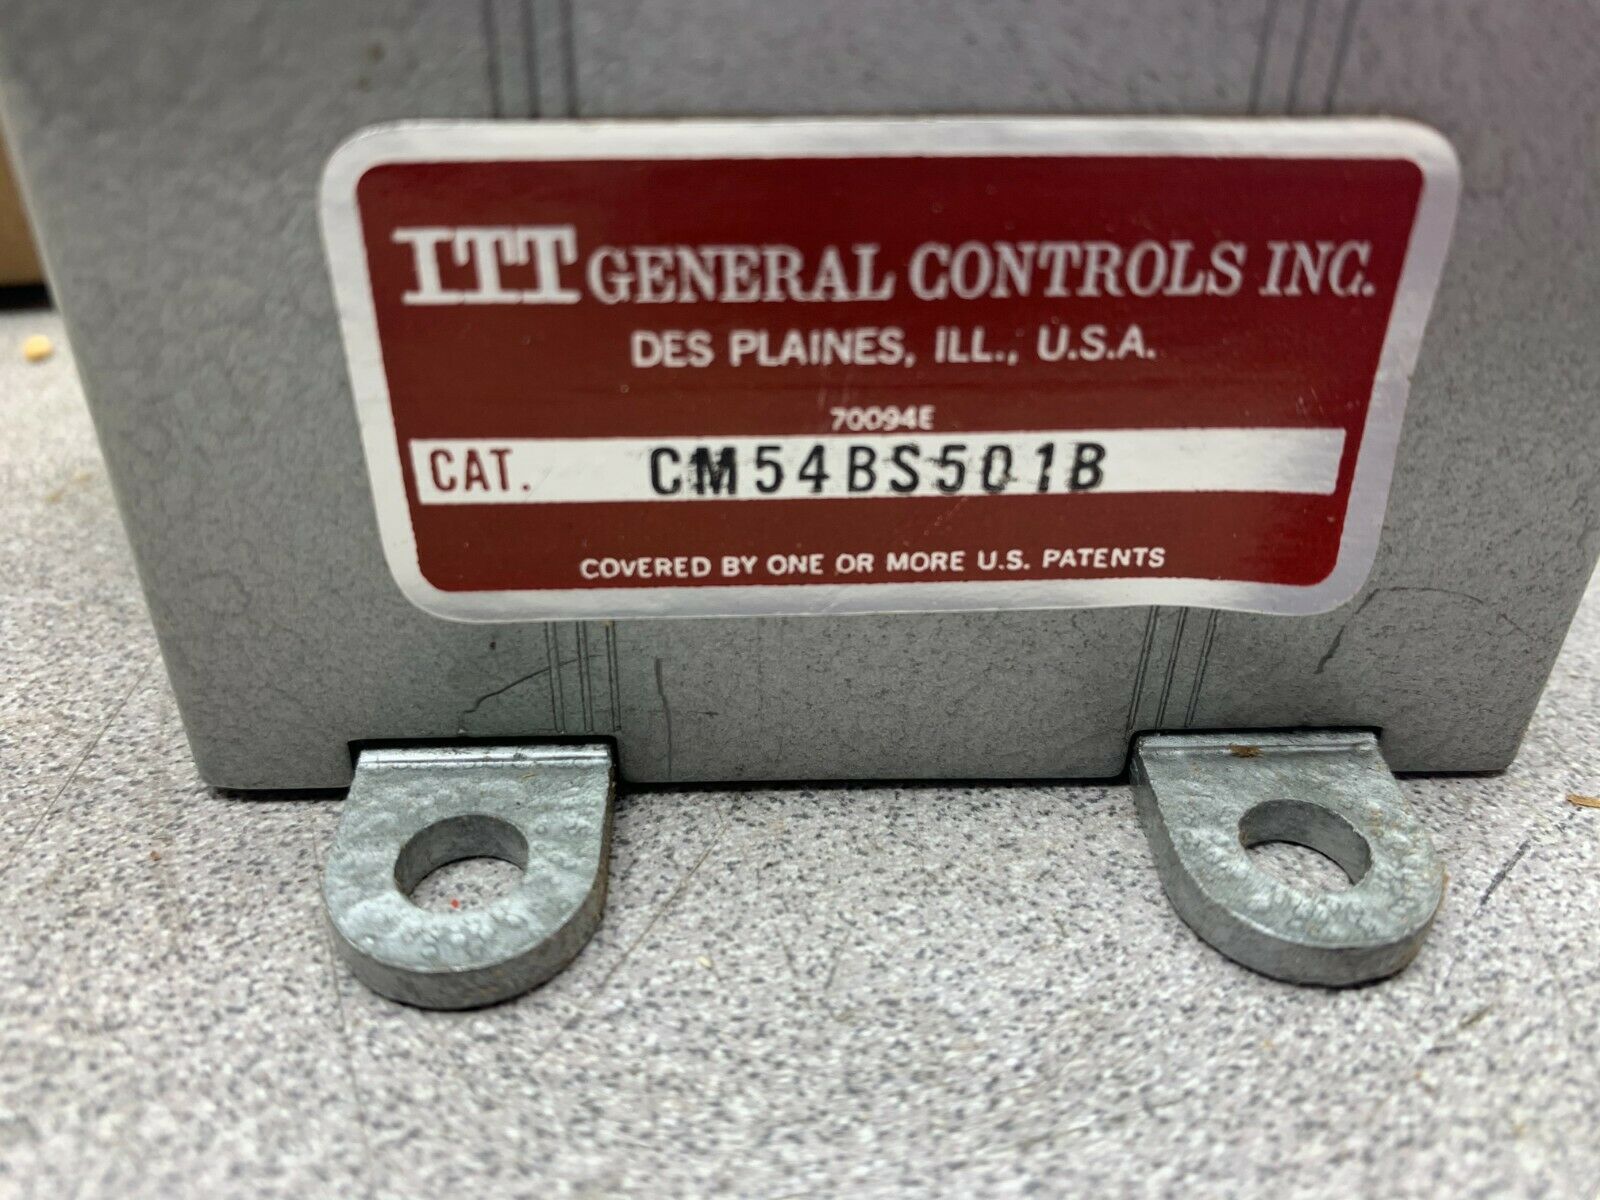 ITT GENERAL CONTROLS INC.
DES PLAINES, ILL., U.S.A.
70094E
CAT. CM54BS501B
COVERED BY ONE OR MORE U.S. PATENTS